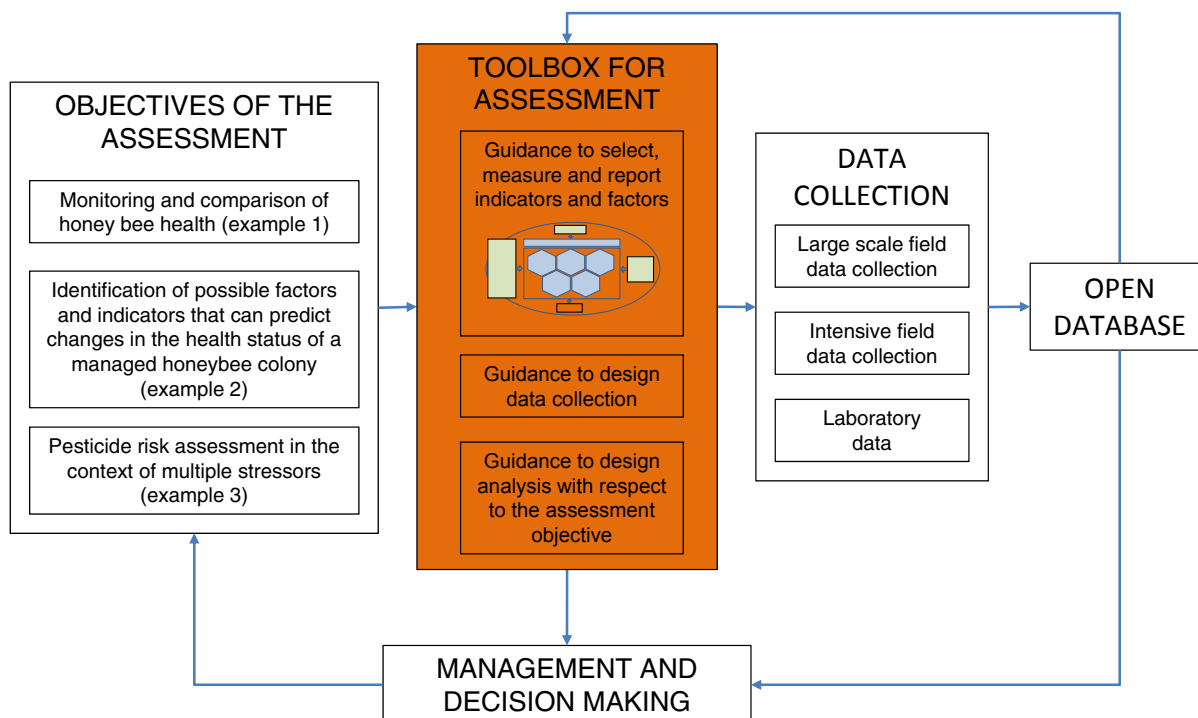 OBJECTIVES OF THE
ASSESSMENT
Monitoring and comparison of
honey bee health (example 1)
Identification of possible factors
and indicators that can predict
changes in the health status of a
managed honeybee colony
(example 2)
Pesticide risk assessment in the
context of multiple stressors
(example 3)
TOOLBOX FOR
ASSESSMENT
Guidance to select,
measure and report
indicators and factors
Guidance to design
data collection
Guidance to design
analysis with respect
to the assessment
objective
DATA
COLLECTION
Large scale field
data collection
Intensive field
data collection
Laboratory
data
OPEN
DATABASE
MANAGEMENT AND
DECISION MAKING